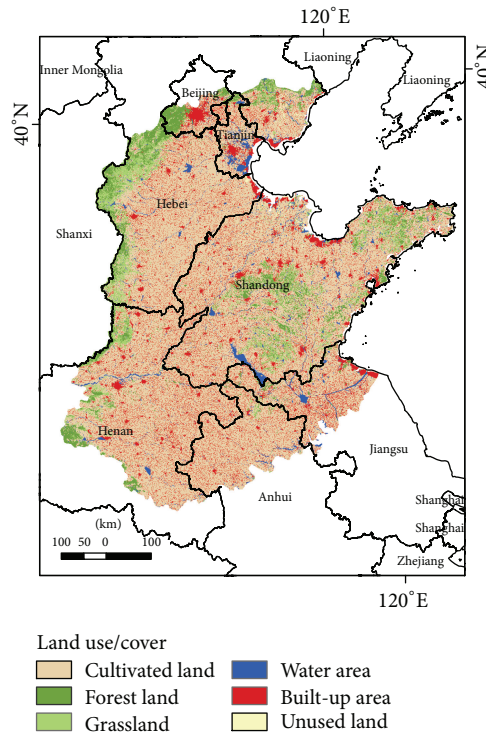 120°E
Liaoning
Inner Mongolia
Liaoning
40°N
Beijing
40°N
Tianjin
Hebei
Shanxi
Shandong
Henan
Jiangsu
Anhui
Shanghai
(km)
Shanghai
100 50 0 100
Zhejiang
120°E
Land use/cover
Cultivated land Water area
Forest land Built-up area
Grassland Unused land